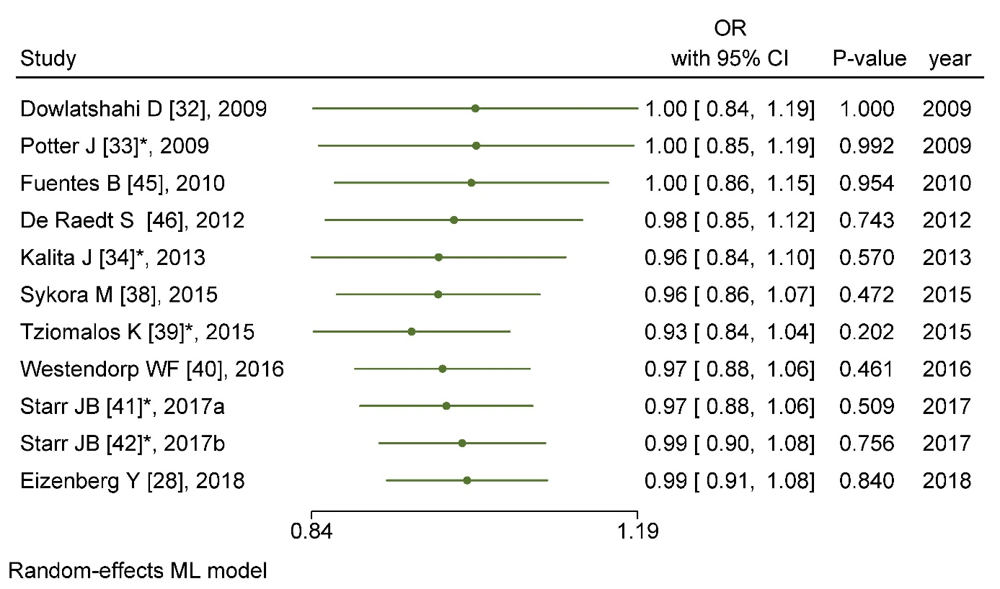 OR
Study with 95% CI P-value year
Dowlatshahi D [32], 2009 1.00 [ 0.84, 1.19] 1.000 2009
Potter J [33]*, 2009 1.00 [ 0.85, 1.19] 0.992 2009
Fuentes B [45], 2010 1.00 [ 0.86, 1.15] 0.954 2010
De Raedt S [46], 2012 0.98 [ 0.85, 1.12] 0.743 2012
Kalita J [34]*, 2013 0.96 [ 0.84, 1.10] 0.570 2013
Sykora M [38], 2015 0.96 [ 0.86, 1.07] 0.472 2015
Tziomalos K [39]*, 2015 0.93 [ 0.84, 1.04] 0.202 2015
Westendorp WF [40], 2016 0.97 [ 0.88, 1.06] 0.461 2016
Starr JB [41]*, 2017a 0.97 [ 0.88, 1.06] 0.509 2017
Starr JB [42]*, 2017b 0.99 [ 0.90, 1.08] 0.756 2017
Eizenberg Y [28], 2018 0.99 [ 0.91, 1.08] 0.840 2018
0.84 1.19
Random-effects ML model